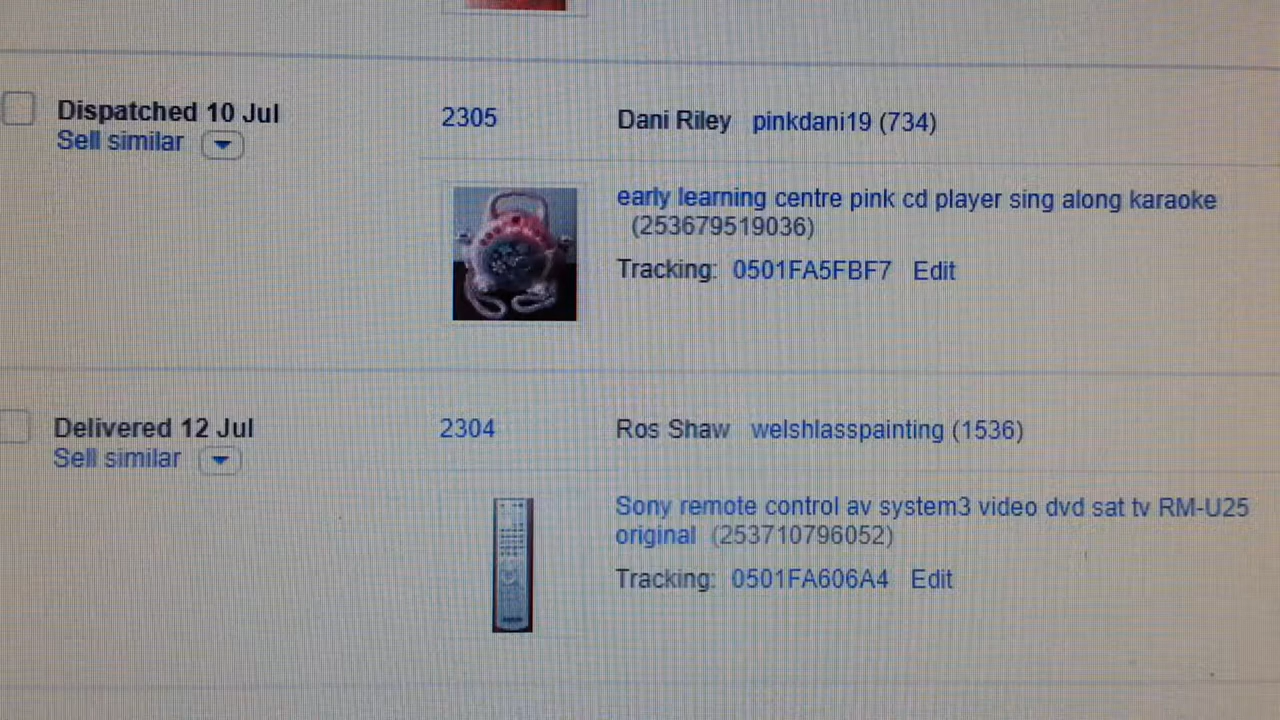 Dispatched 10 Jul 2305 Dani Riley pinkdani19 (734)
Sell similar
early learning centre pink cd player sing along karaoke
(253679519036)
Tracking: 0501FA5FBF7 Edit
Delivered 12 Jul 2304 Ros Shaw welshlasspainting (1536)
Sell similar
Sony remote control av system3 video dvd sat tv RM-U25
original (253710796052)
Tracking: 0501FA606A4 Edit